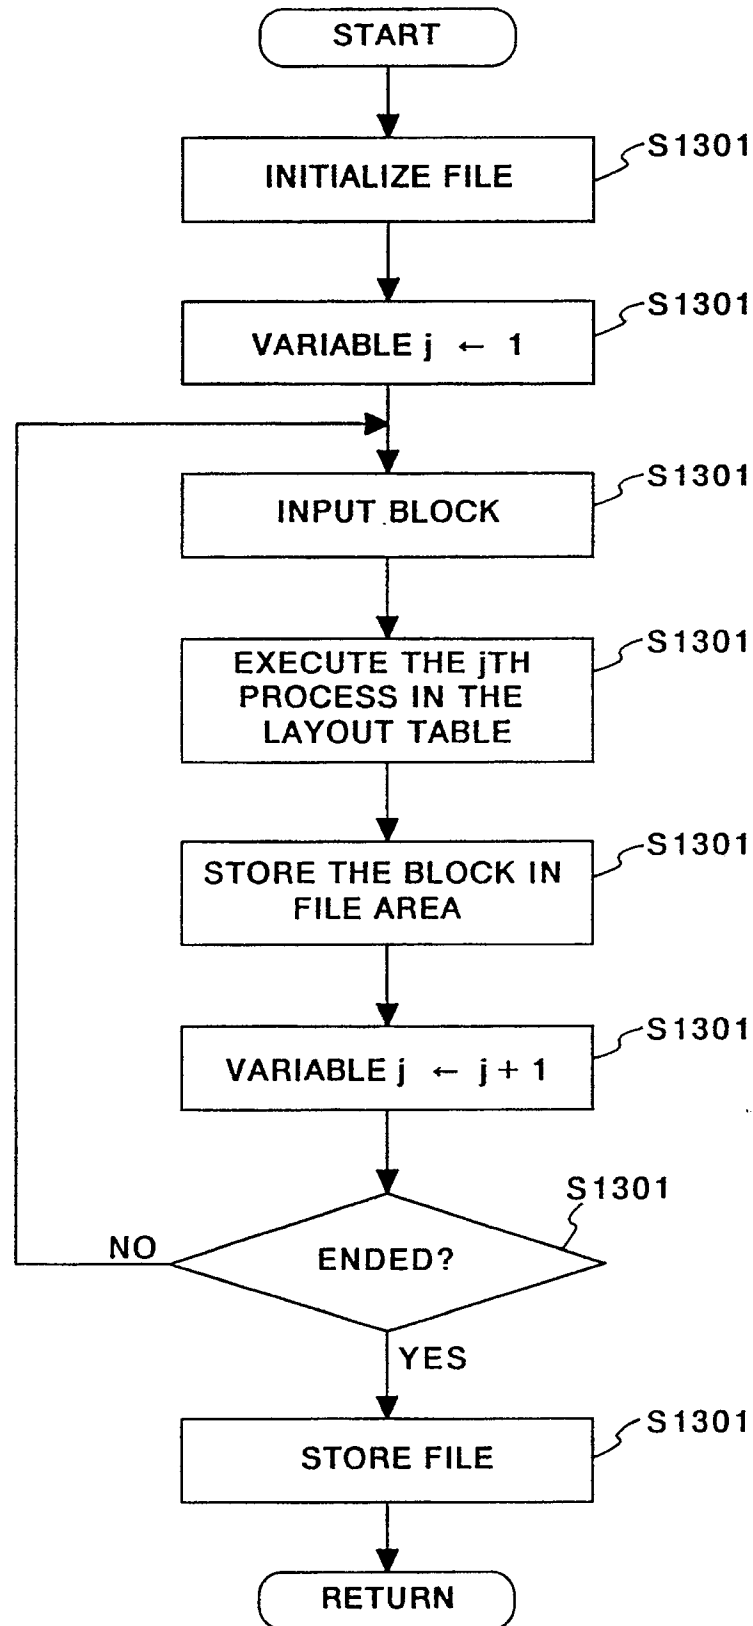 START
S1301
INITIALIZE FILE
S1301
VARIABLE j ← 1
S1301
INPUT BLOCK
S1301
EXECUTE THE jTH
PROCESS IN THE
LAYOUT TABLE
S1301
STORE THE BLOCK IN
FILE AREA
S1301
VARIABLE j ← j + 1
S1301
NO
ENDED?
YES
S1301
STORE FILE
RETURN